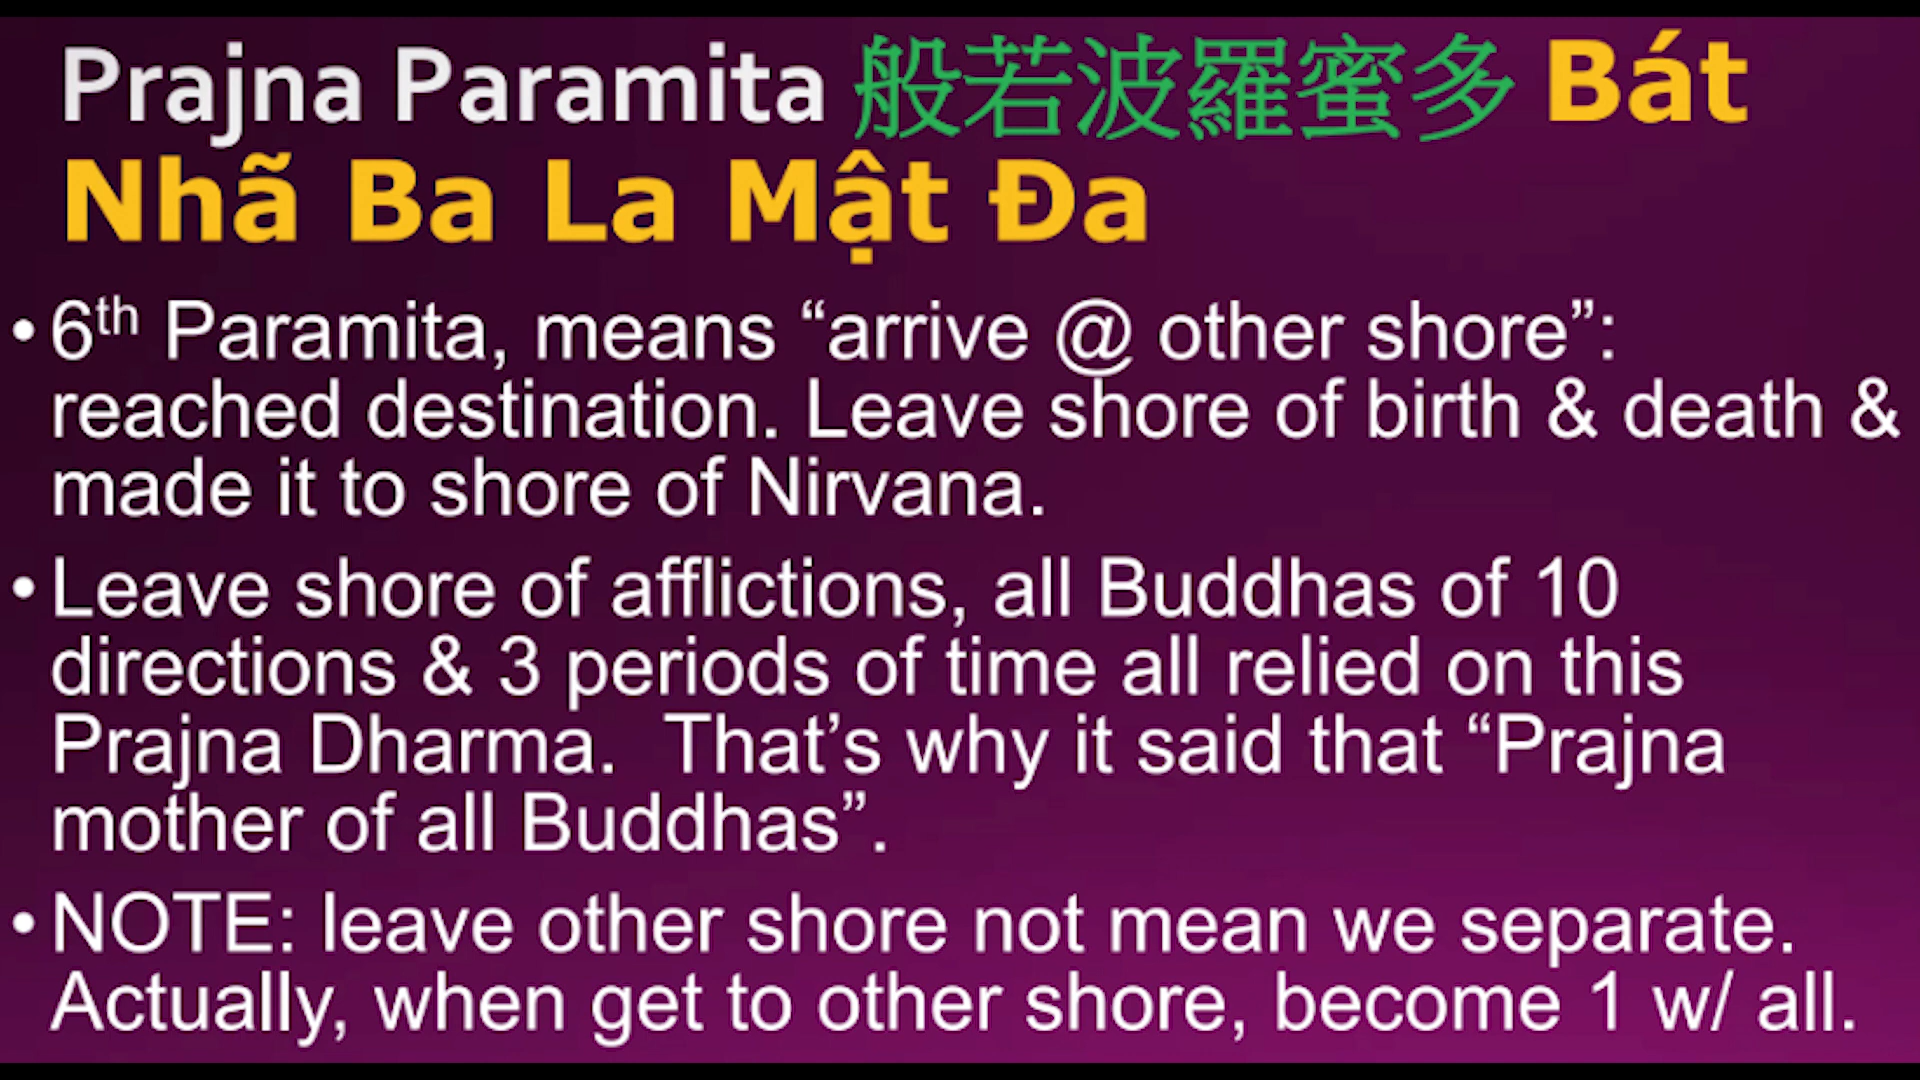 Prajna Paramita 般若波羅蜜多 Bát
Nhã Ba La Mật Đa
• 6th Paramita, means “arrive @ other shore”:
reached destination. Leave shore of birth & death &
made it to shore of Nirvana.
• Leave shore of afflictions, all Buddhas of 10
directions & 3 periods of time all relied on this
Prajna Dharma.  That’s why it said that “Prajna
mother of all Buddhas”.
• NOTE: leave other shore not mean we separate.
Actually, when get to other shore, become 1 w/ all.